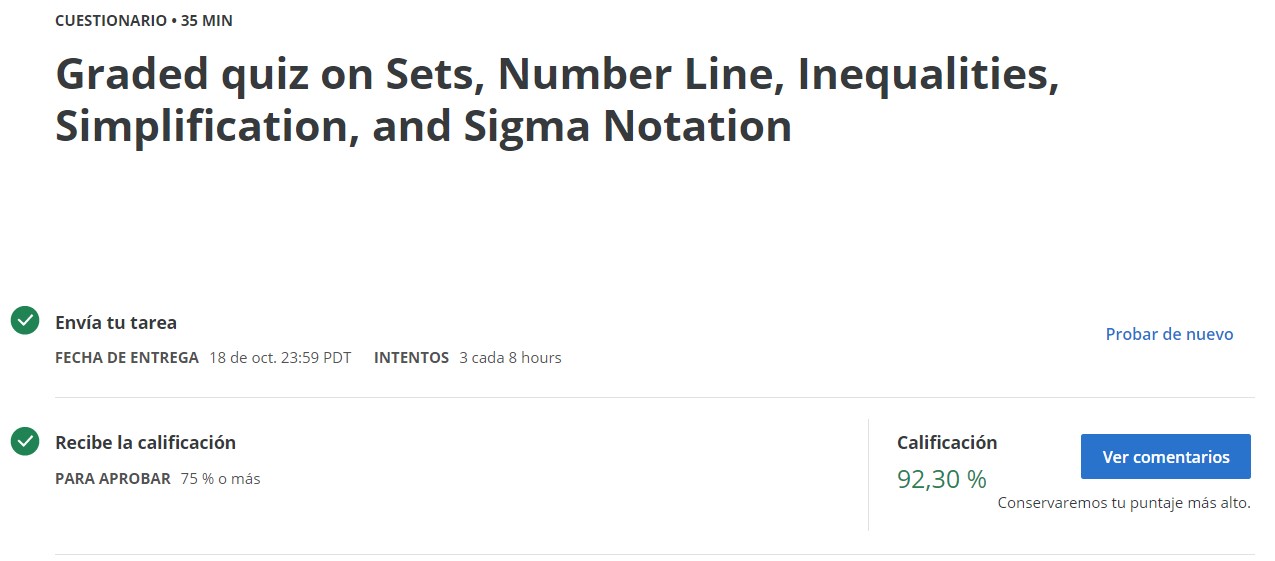 CUESTIONARIO • 35 MIN
Graded quiz on Sets, Number Line, Inequalities,
Simplification, and Sigma Notation
Envía tu tarea
Probar de nuevo
FECHA DE ENTREGA 18 de oct. 23:59 PDT INTENTOS 3 cada 8 hours
Recibe la calificación
PARA APROBAR 75 % o más
Calificación
92,30 %
Ver comentarios
Conservaremos tu puntaje más alto.